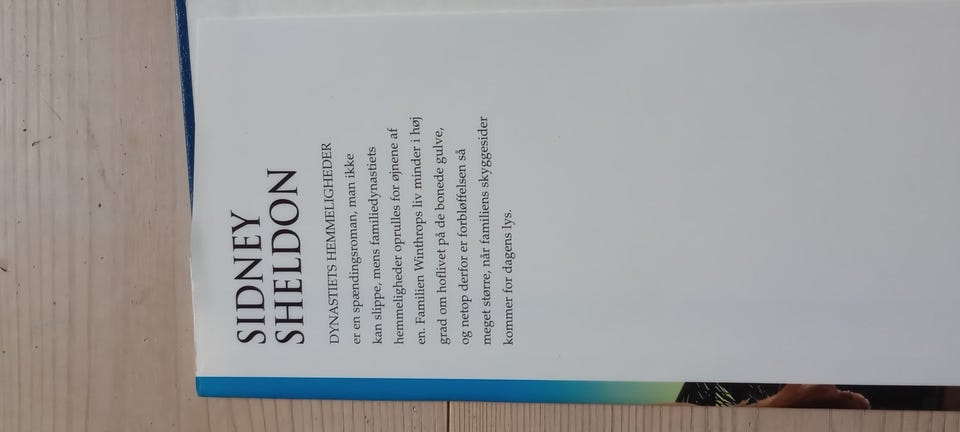 SIDNEY
SHELDON
DYNASTIETS HEMMELIGHEDER
er en spændingsroman, man ikke
kan slippe, mens familiedynastiets
hemmeligheder oprulles for øjnene af
en. Familien Winthrops liv minder i høj
grad om hoflivet på de bonede gulve,
og netop derfor er forbløffelsen så
meget større, når familiens skyggesider
kommer for dagens lys.